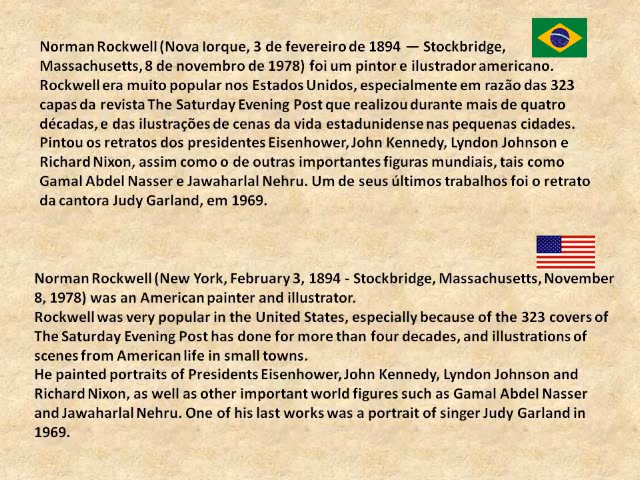 Norman Rockwell (Nova Iorque, 3 de fevereiro de 1894 — Stockbridge,
Massachusetts, 8 de novembro de 1978) foi um pintor e ilustrador americano.
Rockwell era muito popular nos Estados Unidos, especialmente em razão das 323
capas da revista The Saturday Evening Post que realizou durante mais de quatro
décadas, e das ilustrações de cenas da vida estadunidense nas pequenas cidades.
Pintou os retratos dos presidentes Eisenhower, John Kennedy, Lyndon Johnson e
Richard Nixon, assim como o de outras importantes figuras mundiais, tais como
Gamal Abdel Nasser e Jawaharlal Nehru. Um de seus últimos trabalhos foi o retrato
da cantora Judy Garland, em 1969.
Norman Rockwell (New York, February 3, 1894 - Stockbridge, Massachusetts, November
8, 1978) was an American painter and illustrator.
Rockwell was very popular in the United States, especially because of the 323 covers of
The Saturday Evening Post has done for more than four decades, and illustrations of
scenes from American life in small towns.
He painted portraits of Presidents Eisenhower, John Kennedy, Lyndon Johnson and
Richard Nixon, as well as other important world figures such as Gamal Abdel Nasser
and Jawaharlal Nehru. One of his last works was a portrait of singer Judy Garland in
1969.